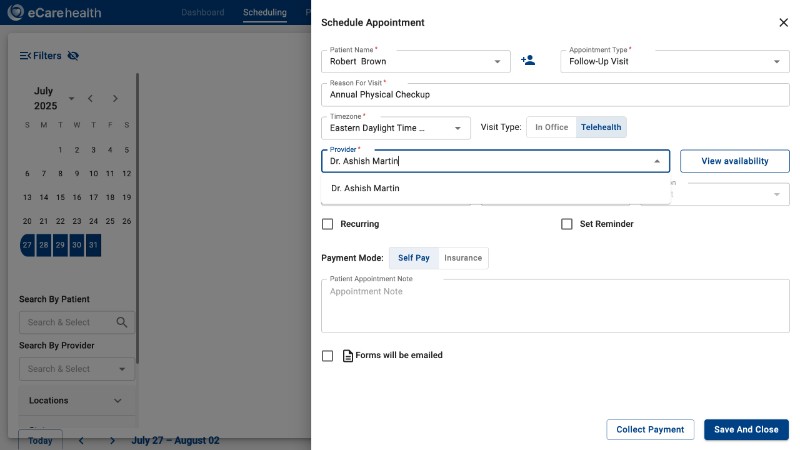 eCarehealth
Dashboard
Scheduling
Schedule Appointment
Filters
July
2025
S M T W T F S
1 2 3 4 5
6 7 8 9 10 11 12
13 14 15 16 17 18 19
20 21 22 23 24 25 26
27 28 29 30 31
Search By Patient
Search & Select
Search By Provider
Search & Select
Locations
Today
July 27 – August 02
Patient Name *
Robert Brown
Appointment Type *
Follow-Up Visit
Reason For Visit *
Annual Physical Checkup
Timezone *
Eastern Daylight Time ...
Visit Type:
In Office
Telehealth
Provider *
Dr. Ashish Martin
View availability
Dr. Ashish Martin
Recurring
Set Reminder
Payment Mode:
Self Pay
Insurance
Patient Appointment Note
Appointment Note
Forms will be emailed
Collect Payment
Save And Close